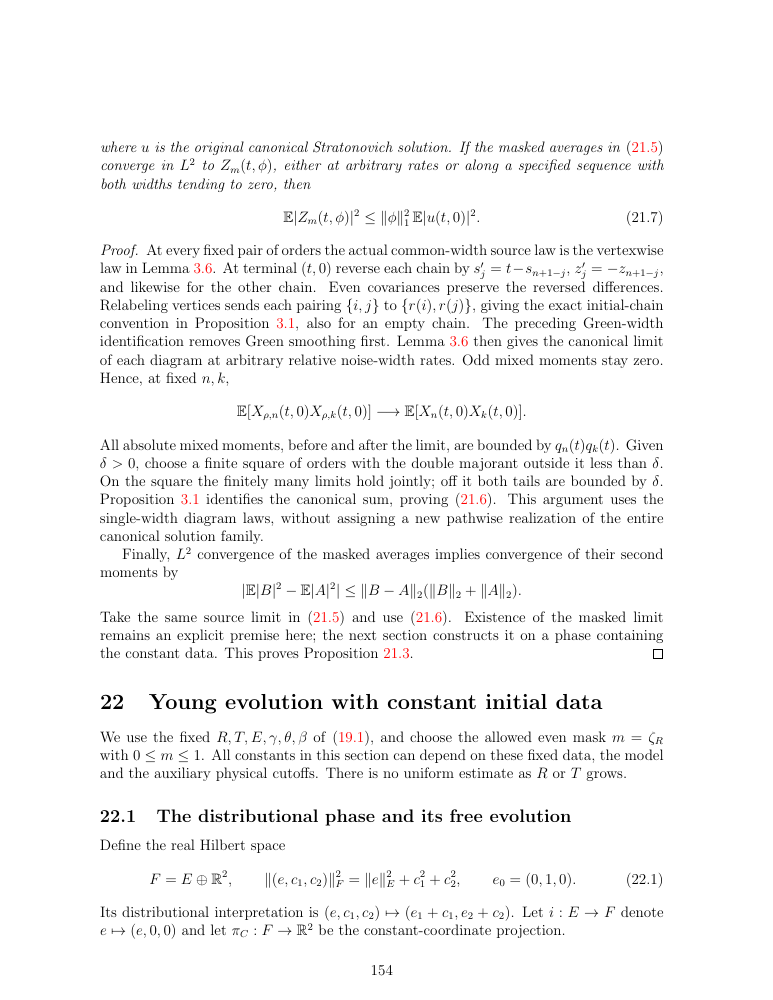 where u is the original canonical Stratonovich solution. If the masked averages in (21.5)
converge in L² to Zₘ(t, ϕ), either at arbitrary rates or along a specified sequence with
both widths tending to zero, then
𝔼|Zₘ(t, ϕ)|² ≤ ‖ϕ‖₁² 𝔼|u(t, 0)|². (21.7)
Proof. At every fixed pair of orders the actual common-width source law is the vertexwise
law in Lemma 3.6. At terminal (t, 0) reverse each chain by s′_j = t−s_{n+1−j}, z′_j = −z_{n+1−j},
and likewise for the other chain. Even covariances preserve the reversed differences.
Relabeling vertices sends each pairing {i, j} to {r(i), r(j)}, giving the exact initial-chain
convention in Proposition 3.1, also for an empty chain. The preceding Green-width
identification removes Green smoothing first. Lemma 3.6 then gives the canonical limit
of each diagram at arbitrary relative noise-width rates. Odd mixed moments stay zero.
Hence, at fixed n, k,
𝔼[X_{ρ,n}(t, 0)X_{ρ,k}(t, 0)] ⟶ 𝔼[X_n(t, 0)X_k(t, 0)].
All absolute mixed moments, before and after the limit, are bounded by q_n(t)q_k(t). Given
δ > 0, choose a finite square of orders with the double majorant outside it less than δ.
On the square the finitely many limits hold jointly; off it both tails are bounded by δ.
Proposition 3.1 identifies the canonical sum, proving (21.6). This argument uses the
single-width diagram laws, without assigning a new pathwise realization of the entire
canonical solution family.
Finally, L² convergence of the masked averages implies convergence of their second
moments by
|𝔼|B|² − 𝔼|A|²| ≤ ‖B − A‖₂(‖B‖₂ + ‖A‖₂).
Take the same source limit in (21.5) and use (21.6). Existence of the masked limit
remains an explicit premise here; the next section constructs it on a phase containing
the constant data. This proves Proposition 21.3. □
22 Young evolution with constant initial data
We use the fixed R, T, E, γ, θ, β of (19.1), and choose the allowed even mask m = ζ_R
with 0 ≤ m ≤ 1. All constants in this section can depend on these fixed data, the model
and the auxiliary physical cutoffs. There is no uniform estimate as R or T grows.
22.1 The distributional phase and its free evolution
Define the real Hilbert space
F = E ⊕ ℝ², ‖(e, c₁, c₂)‖²_F = ‖e‖²_E + c₁² + c₂², e₀ = (0, 1, 0). (22.1)
Its distributional interpretation is (e, c₁, c₂) ↦ (e₁ + c₁, e₂ + c₂). Let i : E → F denote
e ↦ (e, 0, 0) and let π_C : F → ℝ² be the constant-coordinate projection.
154